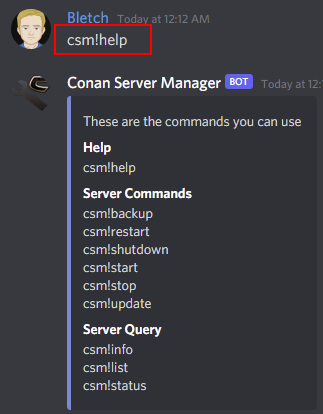 Bletch Today at 12:12 AM
csm!help
Conan Server Manager BOT Today at 12:
These are the commands you can use
Help
csm!help
Server Commands
csm!backup
csm!restart
csm!shutdown
csm!start
csm!stop
csm!update
Server Query
csm!info
csm!list
csm!status